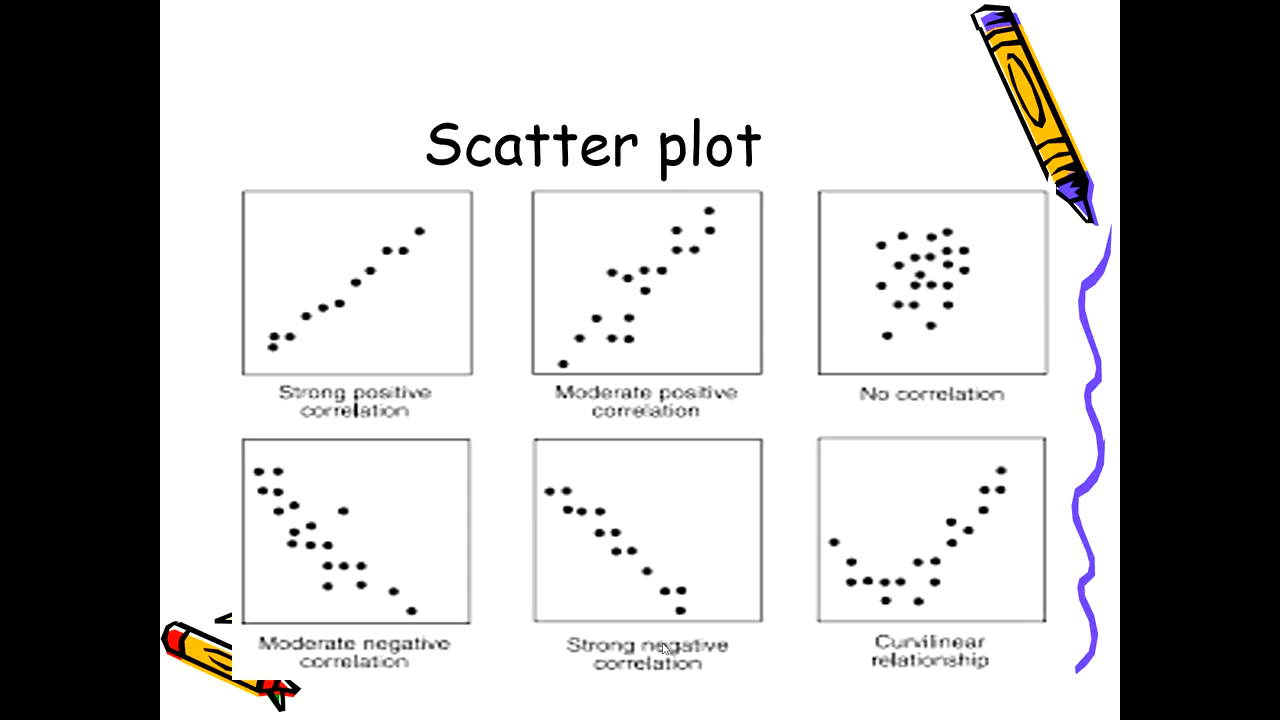 Scatter plot
Strong positive
correlation
Moderate positive
correlation
No correlation
Moderate negative
correlation
Strong negative
correlation
Curvilinear
relationship